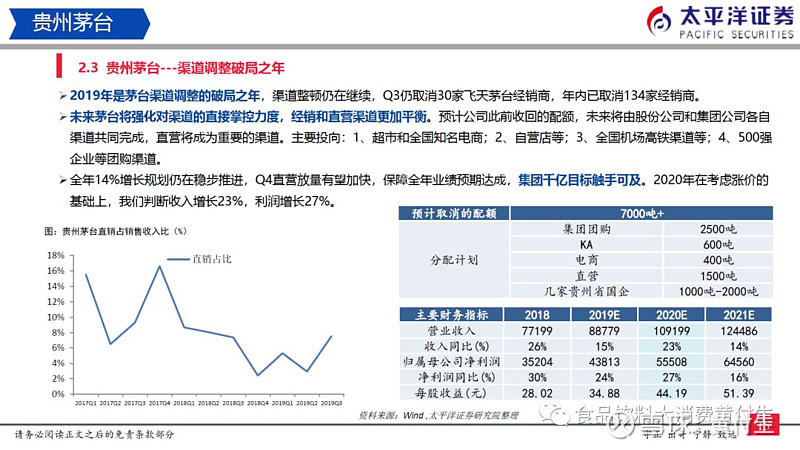 贵州茅台
太平洋证券
PACIFIC SECURITIES
2.3 贵州茅台---渠道调整破局之年
➢2019年是茅台渠道调整的破局之年，渠道整顿仍在继续，Q3仍取消30家飞天茅台经销商，年内已取消134家经销商。
➢未来茅台将强化对渠道的直接掌控力度，经销和直营渠道更加平衡。预计公司此前收回的配额，未来将由股份公司和集团公司各自
渠道共同完成，直营将成为重要的渠道。主要投向：1、超市和全国知名电商；2、自营店等；3、全国机场高铁渠道等；4、500强
企业等团购渠道。
➢全年14%增长规划仍在稳步推进，Q4直营放量有望加快，保障全年业绩预期达成，集团千亿目标触手可及。2020年在考虑涨价的
基础上，我们判断收入增长23%，利润增长27%。
图：贵州茅台直销占销售收入比（%）
直销占比
18%
16%
14%
12%
10%
8%
6%
4%
2%
0%
2017Q1 2017Q2 2017Q3 2017Q4 2018Q1 2018Q2 2018Q3 2018Q4 2019Q1 2019Q2 2019Q3
预计取消的配额 7000吨+
分配计划
集团团购 2500吨
KA 600吨
电商 400吨
直营 1500吨
几家贵州省国企 1000吨-2000吨
主要财务指标 2018 2019E 2020E 2021E
营业收入 77199 88779 109199 124486
收入同比(%) 26% 15% 23% 14%
归属母公司净利润 35204 43813 55508 64560
净利润同比(%) 30% 24% 27% 16%
每股收益(元) 28.02 34.88 44.19 51.39
资料来源：Wind，太平洋证券研究院整理
食品饮料大消费黄付生
请务必阅读正文之后的免责条款部分
守正 出奇 宁静 致远